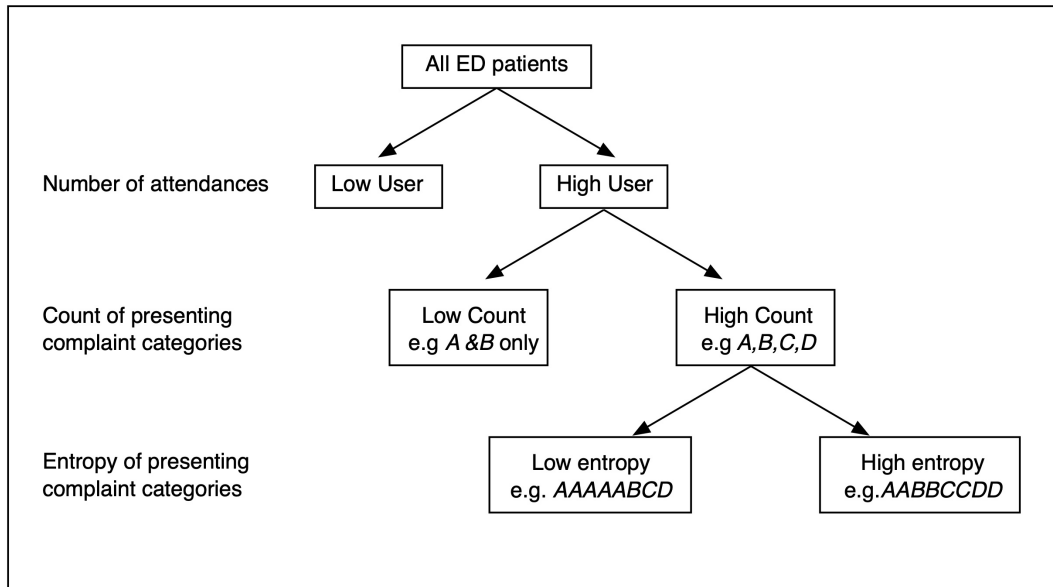 All ED patients
Number of attendances
Low User
High User
Count of presenting
complaint categories
Low Count
e.g A &B only
High Count
e.g A,B,C,D
Entropy of presenting
complaint categories
Low entropy
e.g. AAAAABCD
High entropy
e.g.AABBCCDD